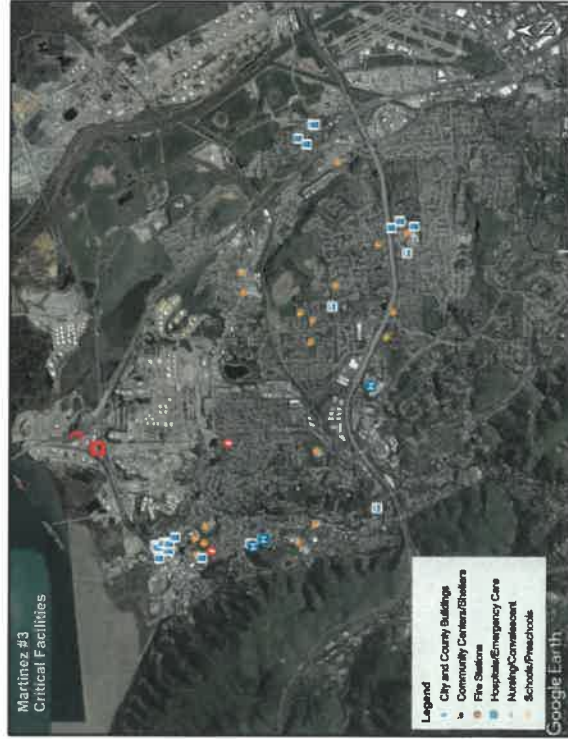 Martinez #3
Critical Facilities
N
Legend
City and County Buildings
Community Centers/Shelters
Fire Stations
Hospitals/Emergency Care
Nursing/Convalescent
Schools/Preschools
Google Earth